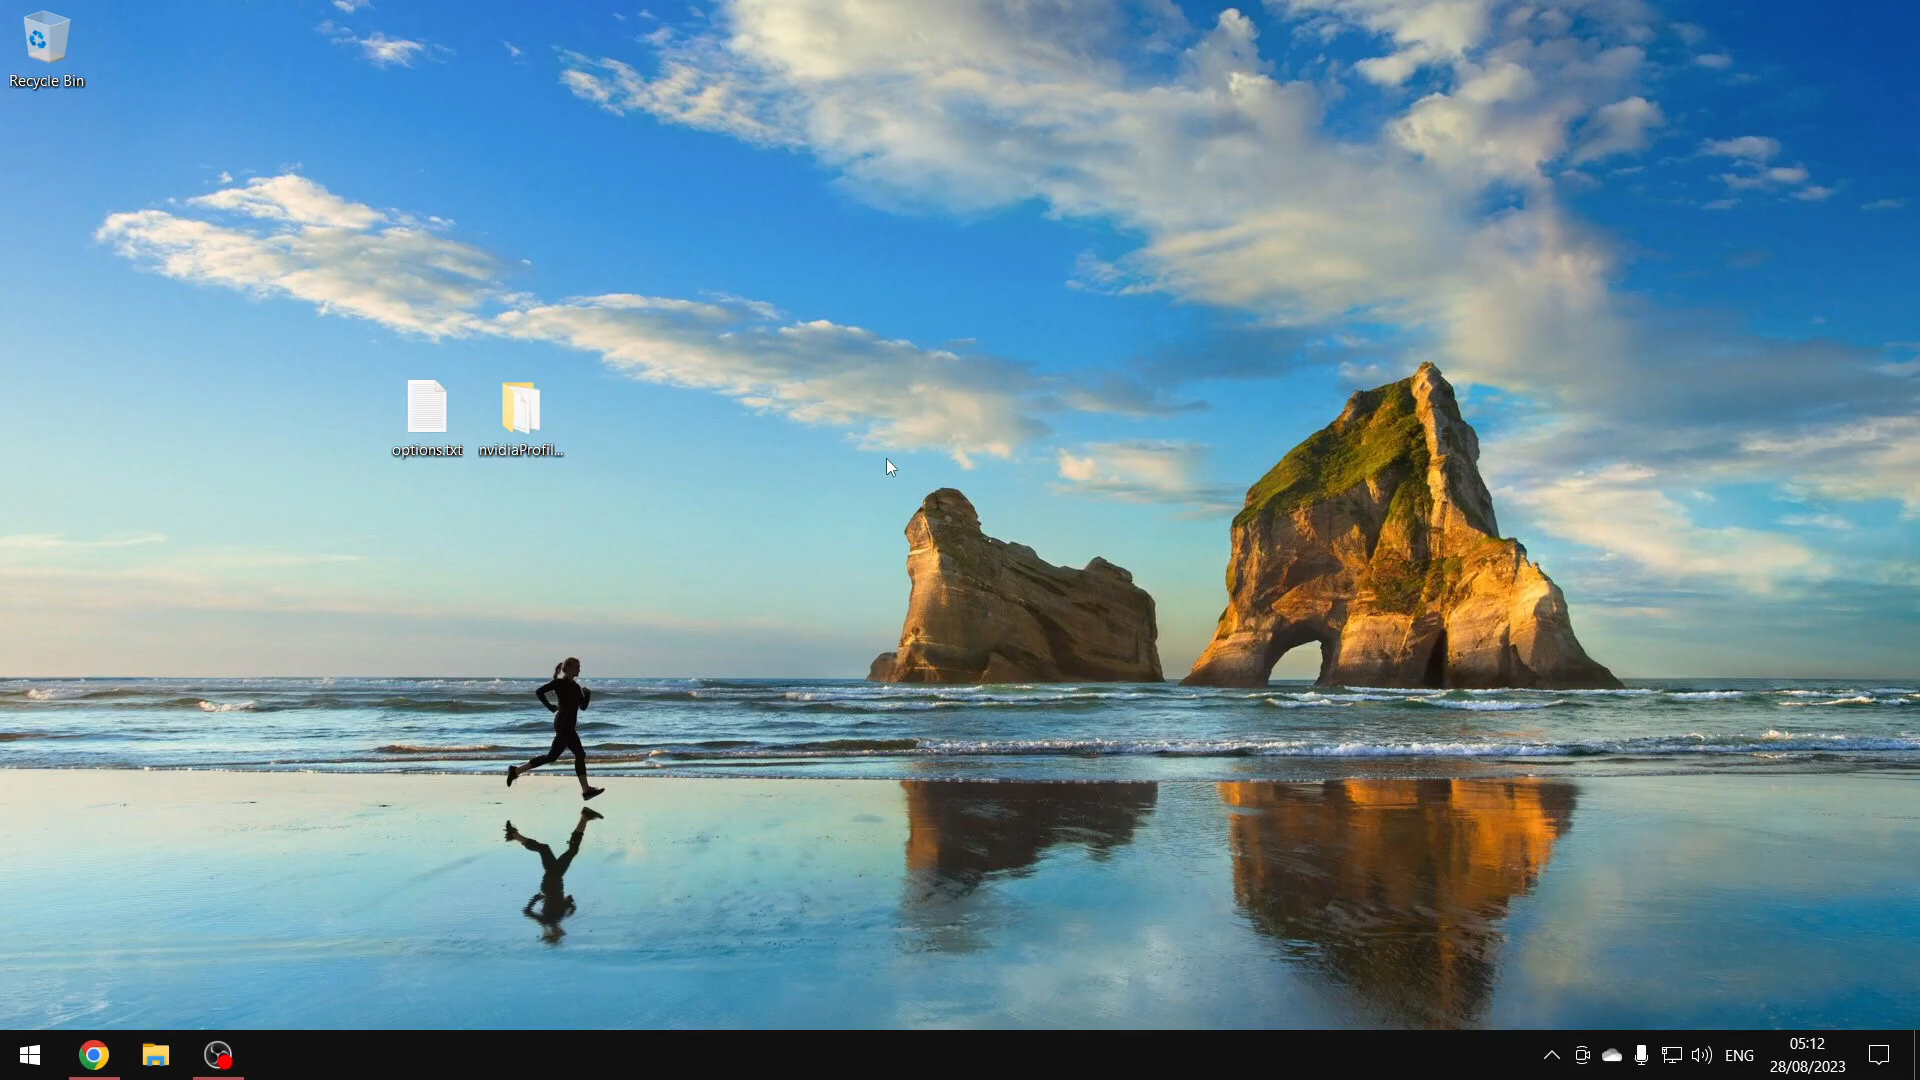 Recycle Bin
options.txt
nvidiaProfil...
ENG
05:12
28/08/2023